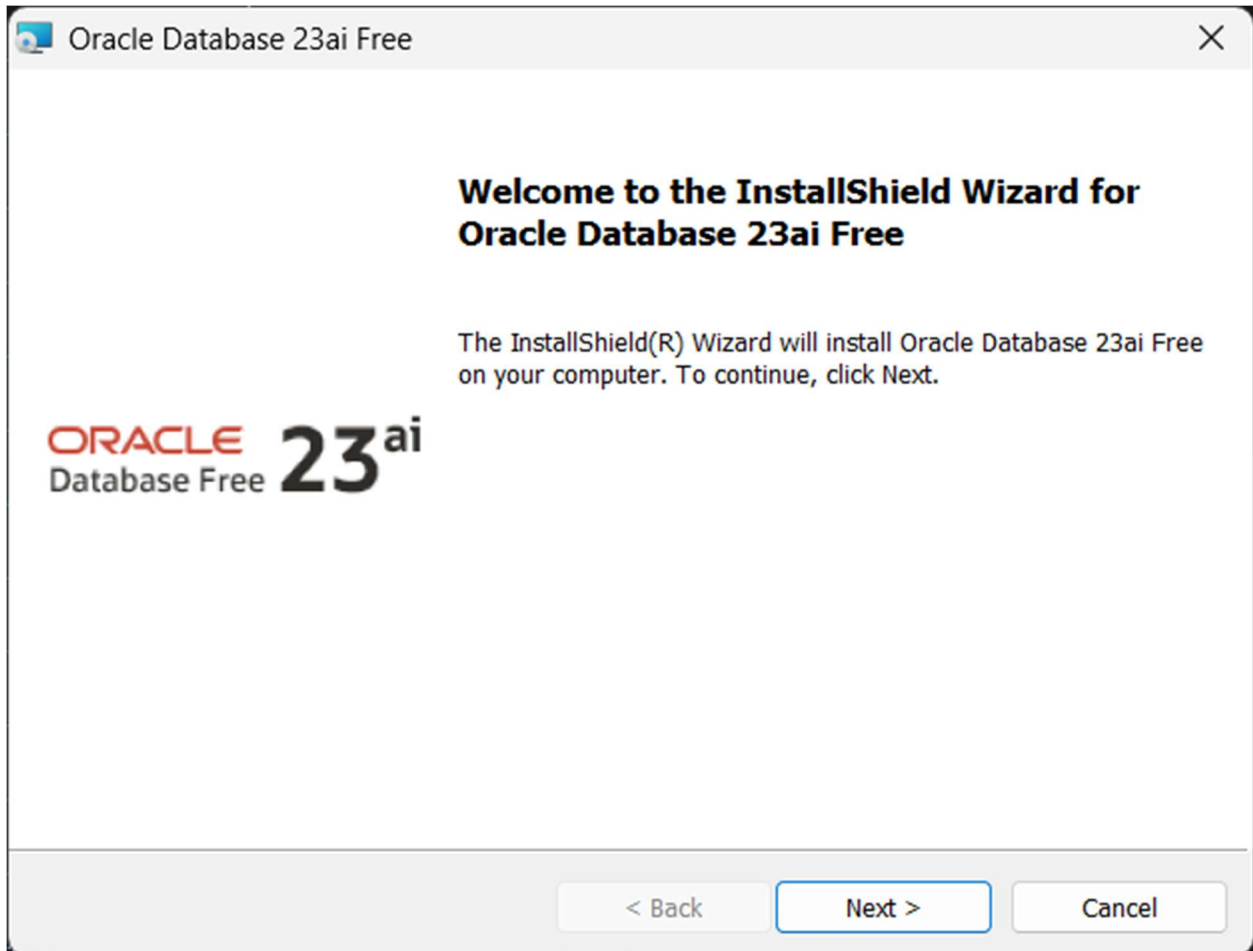 Oracle Database 23ai Free
Welcome to the InstallShield Wizard for
Oracle Database 23ai Free
The InstallShield(R) Wizard will install Oracle Database 23ai Free
on your computer. To continue, click Next.
ORACLE
Database Free 23ai
< Back Next > Cancel